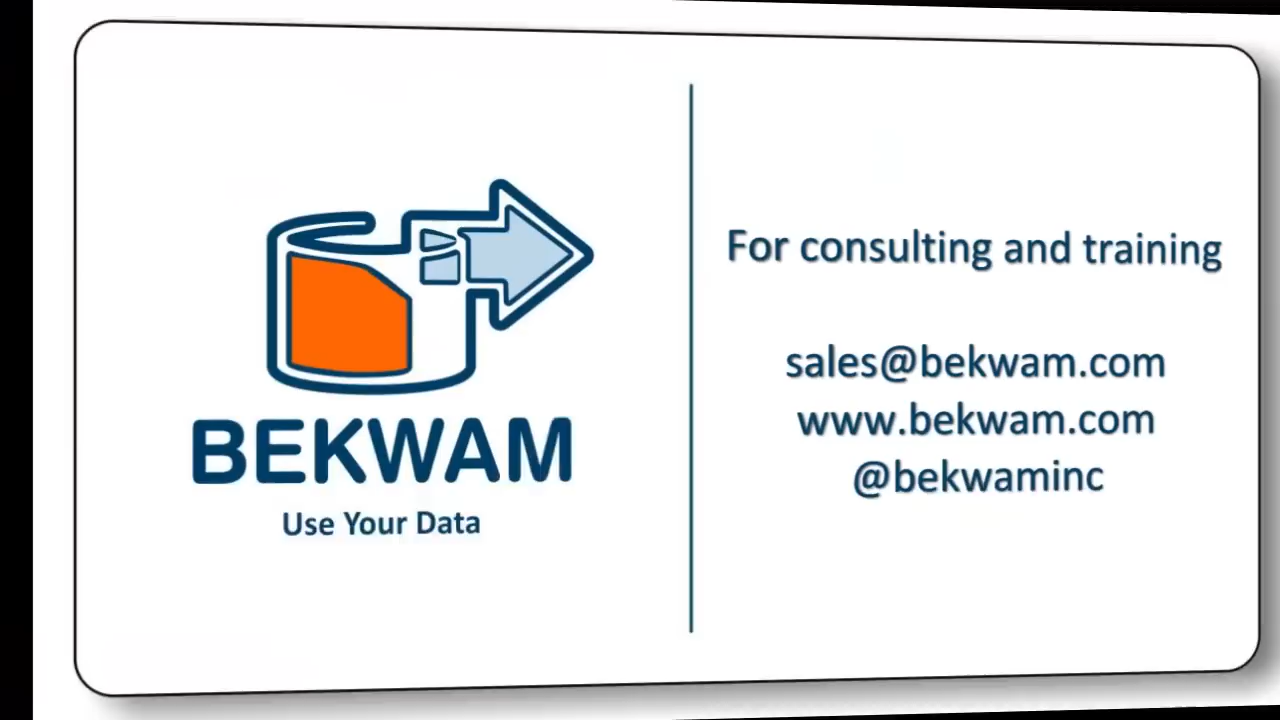 BEKWAM
Use Your Data
For consulting and training
sales@bekwam.com
www.bekwam.com
@bekwaminc